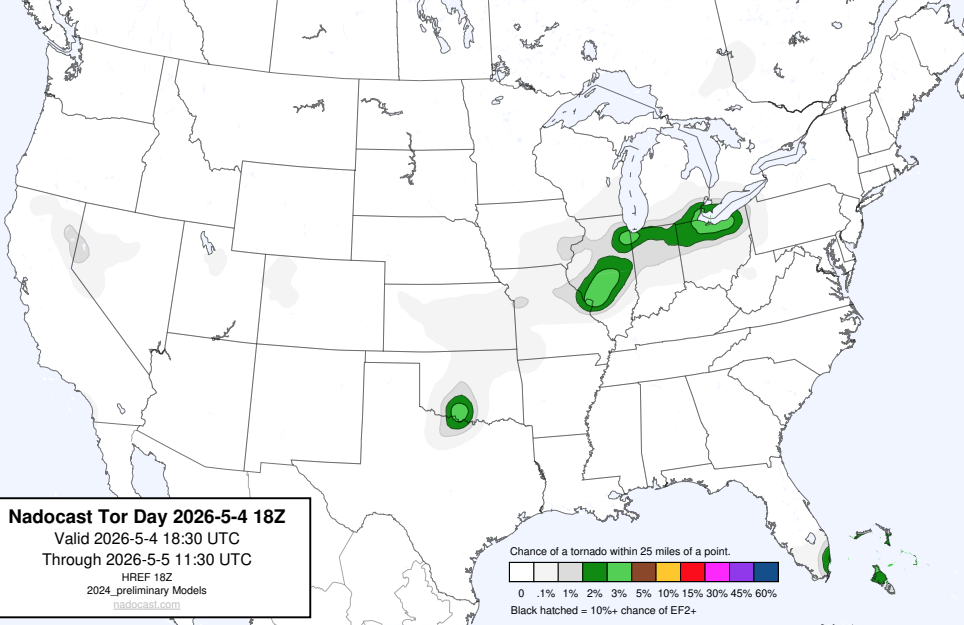 Nadocast Tor Day 2026-5-4 18Z
Valid 2026-5-4 18:30 UTC
Through 2026-5-5 11:30 UTC
HREF 18Z
2024_preliminary Models
nadocast.com
Chance of a tornado within 25 miles of a point.
0 .1% 1% 2% 3% 5% 10% 15% 30% 45% 60%
Black hatched = 10%+ chance of EF2+